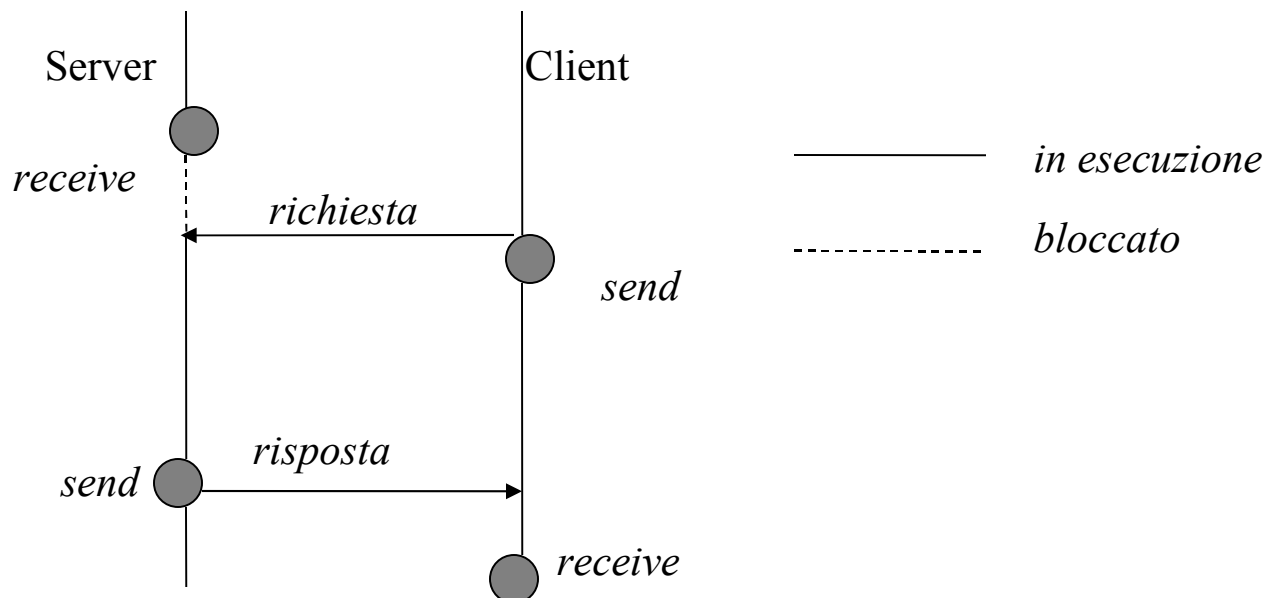 Server
Client
in esecuzione
receive
richiesta
bloccato
send
risposta
send
receive